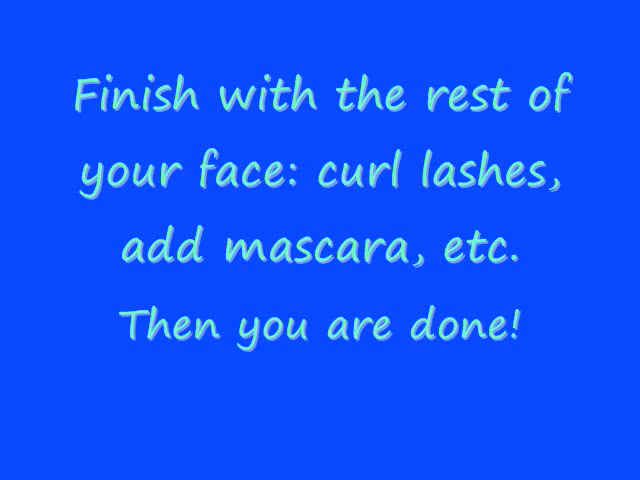 Finish with the rest of
your face: curl lashes,
add mascara, etc.
Then you are done!